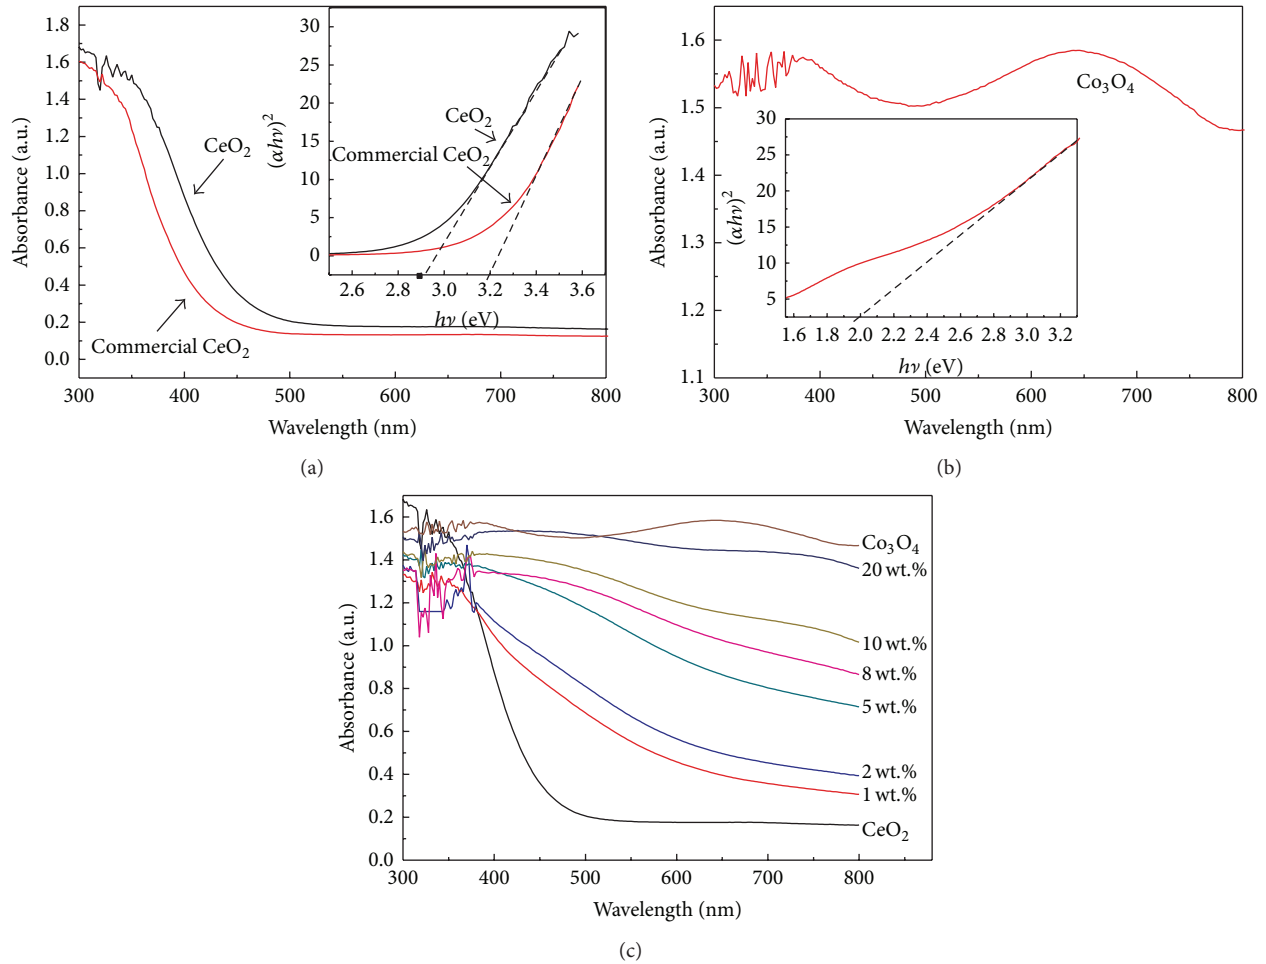 1.8
1.6
1.4
1.2
1.0
0.8
0.6
0.4
0.2
0.0
Absorbance (a.u.)
300 400 500 600 700 800
Wavelength (nm)
CeO₂
Commercial CeO₂
30
25
20
15
10
5
0
(αhν)²
CeO₂
Commercial CeO₂
2.6 2.8 3.0 3.2 3.4 3.6
hν (eV)
(a)
1.6
1.5
1.4
1.3
1.2
1.1
Absorbance (a.u.)
Co₃O₄
300 400 500 600 700 800
Wavelength (nm)
30
25
20
15
10
5
(αhν)²
1.6 1.8 2.0 2.2 2.4 2.6 2.8 3.0 3.2
hν (eV)
(b)
1.6
1.4
1.2
1.0
0.8
0.6
0.4
0.2
0.0
Absorbance (a.u.)
Co₃O₄
20 wt.%
10 wt.%
8 wt.%
5 wt.%
2 wt.%
1 wt.%
CeO₂
300 400 500 600 700 800
Wavelength (nm)
(c)